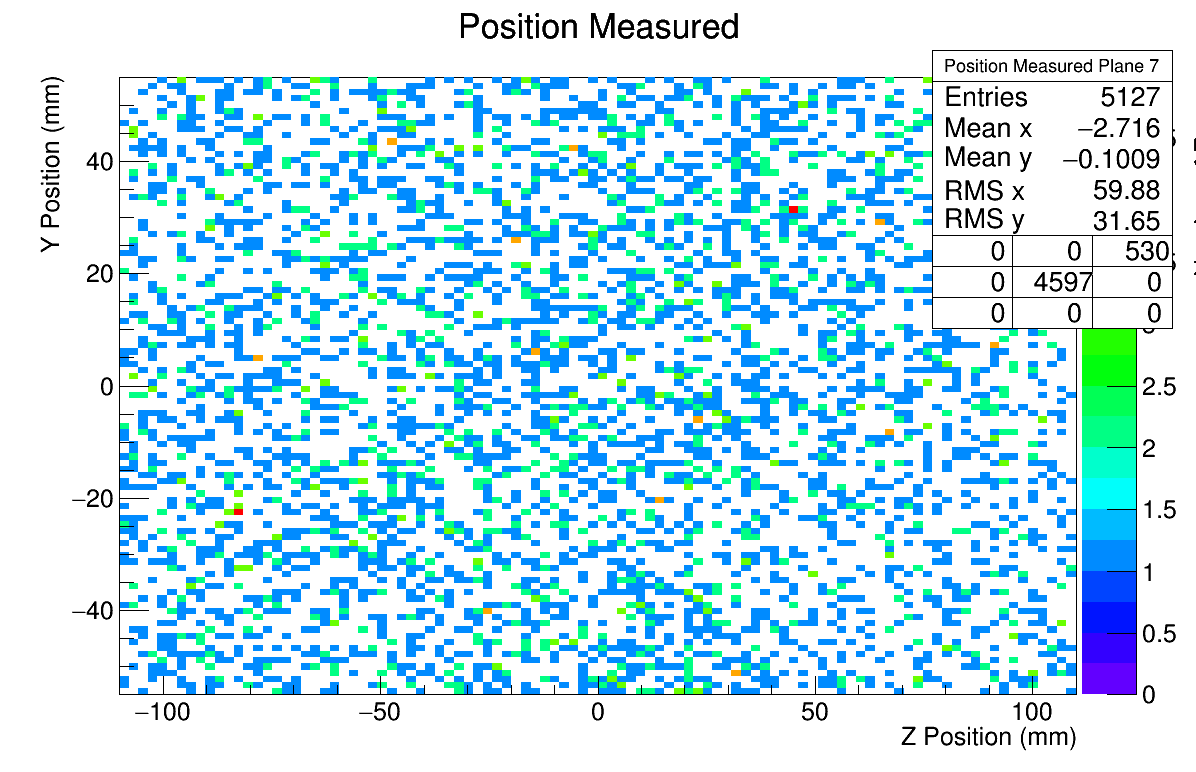 Position Measured
Position Measured Plane 7
Entries 5127
Mean x −2.716
Mean y −0.1009
RMS x 59.88
RMS y 31.65
0 0 530
0 4597 0
0 0 0
Y Position (mm)
40
20
0
−20
−40
2.5
2
1.5
1
0.5
0
−100 −50 0 50 100
Z Position (mm)